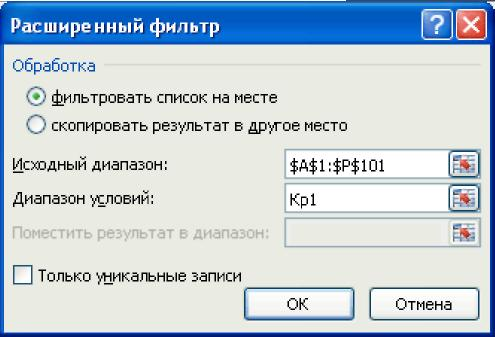 Расширенный фильтр
Обработка
фильтровать список на месте
скопировать результат в другое место
Исходный диапазон: $A$1:$P$101
Диапазон условий: Кр1
Поместить результат в диапазон:
Только уникальные записи
ОК Отмена